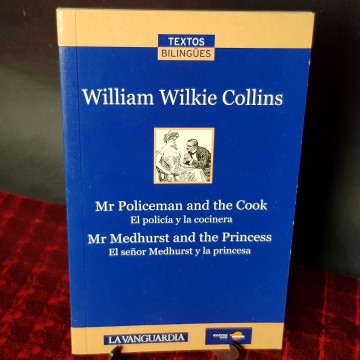 TEXTOS
BILINGÜES
William Wilkie Collins
Mr Policeman and the Cook
El policía y la cocinera
Mr Medhurst and the Princess
El señor Medhurst y la princesa
LA VANGUARDIA